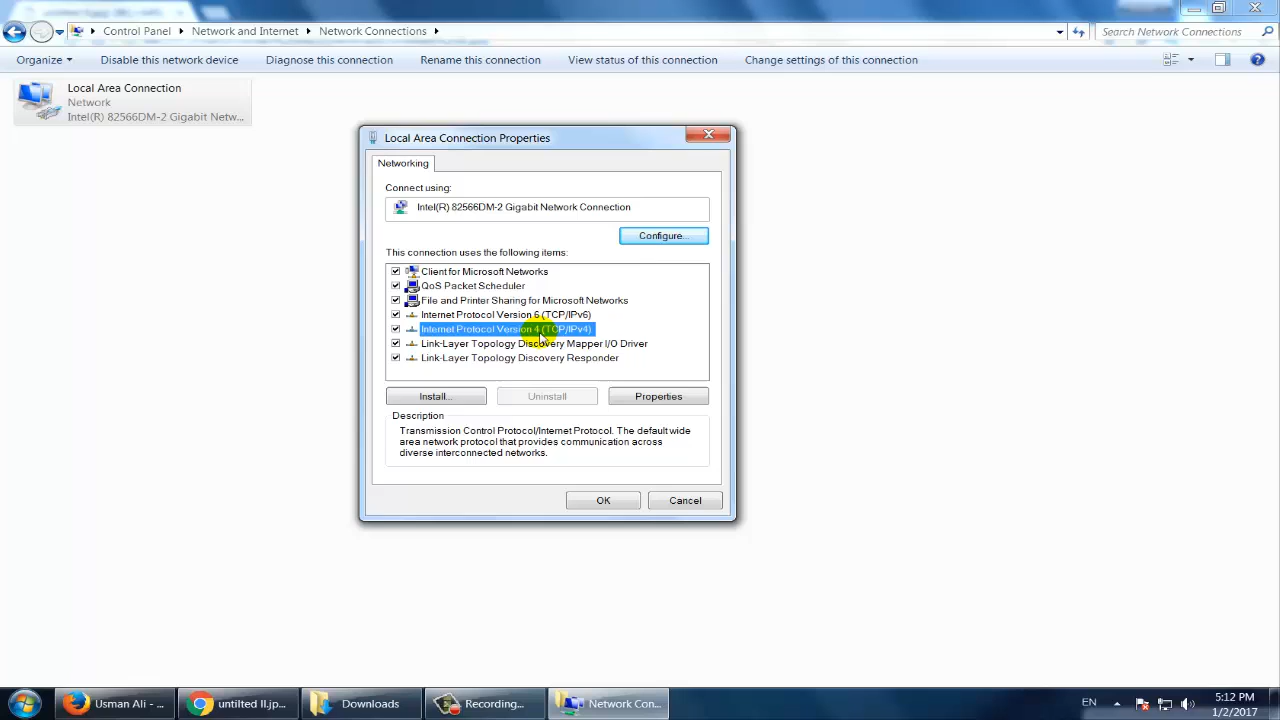 Control Panel Network and Internet Network Connections Search Network Connections
Organize Disable this network device Diagnose this connection Rename this connection View status of this connection Change settings of this connection
Local Area Connection
Network
Intel(R) 82566DM-2 Gigabit Netw...
Local Area Connection Properties
Networking
Connect using:
Intel(R) 82566DM-2 Gigabit Network Connection
Configure...
This connection uses the following items:
Client for Microsoft Networks
QoS Packet Scheduler
File and Printer Sharing for Microsoft Networks
Internet Protocol Version 6 (TCP/IPv6)
Internet Protocol Version 4 (TCP/IPv4)
Link-Layer Topology Discovery Mapper I/O Driver
Link-Layer Topology Discovery Responder
Install... Uninstall Properties
Description
Transmission Control Protocol/Internet Protocol. The default wide
area network protocol that provides communication across
diverse interconnected networks.
OK Cancel
Usman Ali - ... untilted II.jp... Downloads Recording... Network Con... EN 5:12 PM
1/2/2017